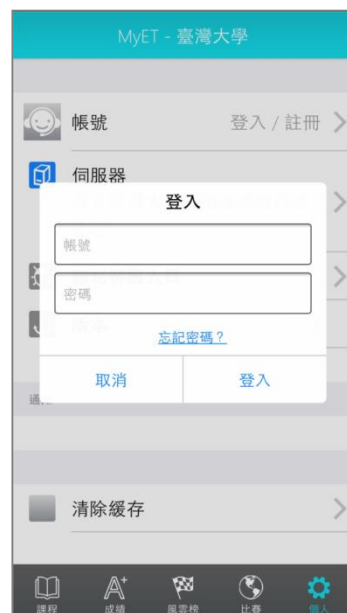 MyET - 臺灣大學
帳號
登入 / 註冊
伺服器
登入
帳號
密碼
忘記密碼？
取消
登入
清除緩存
課程
成績
風雲榜
比賽
個人